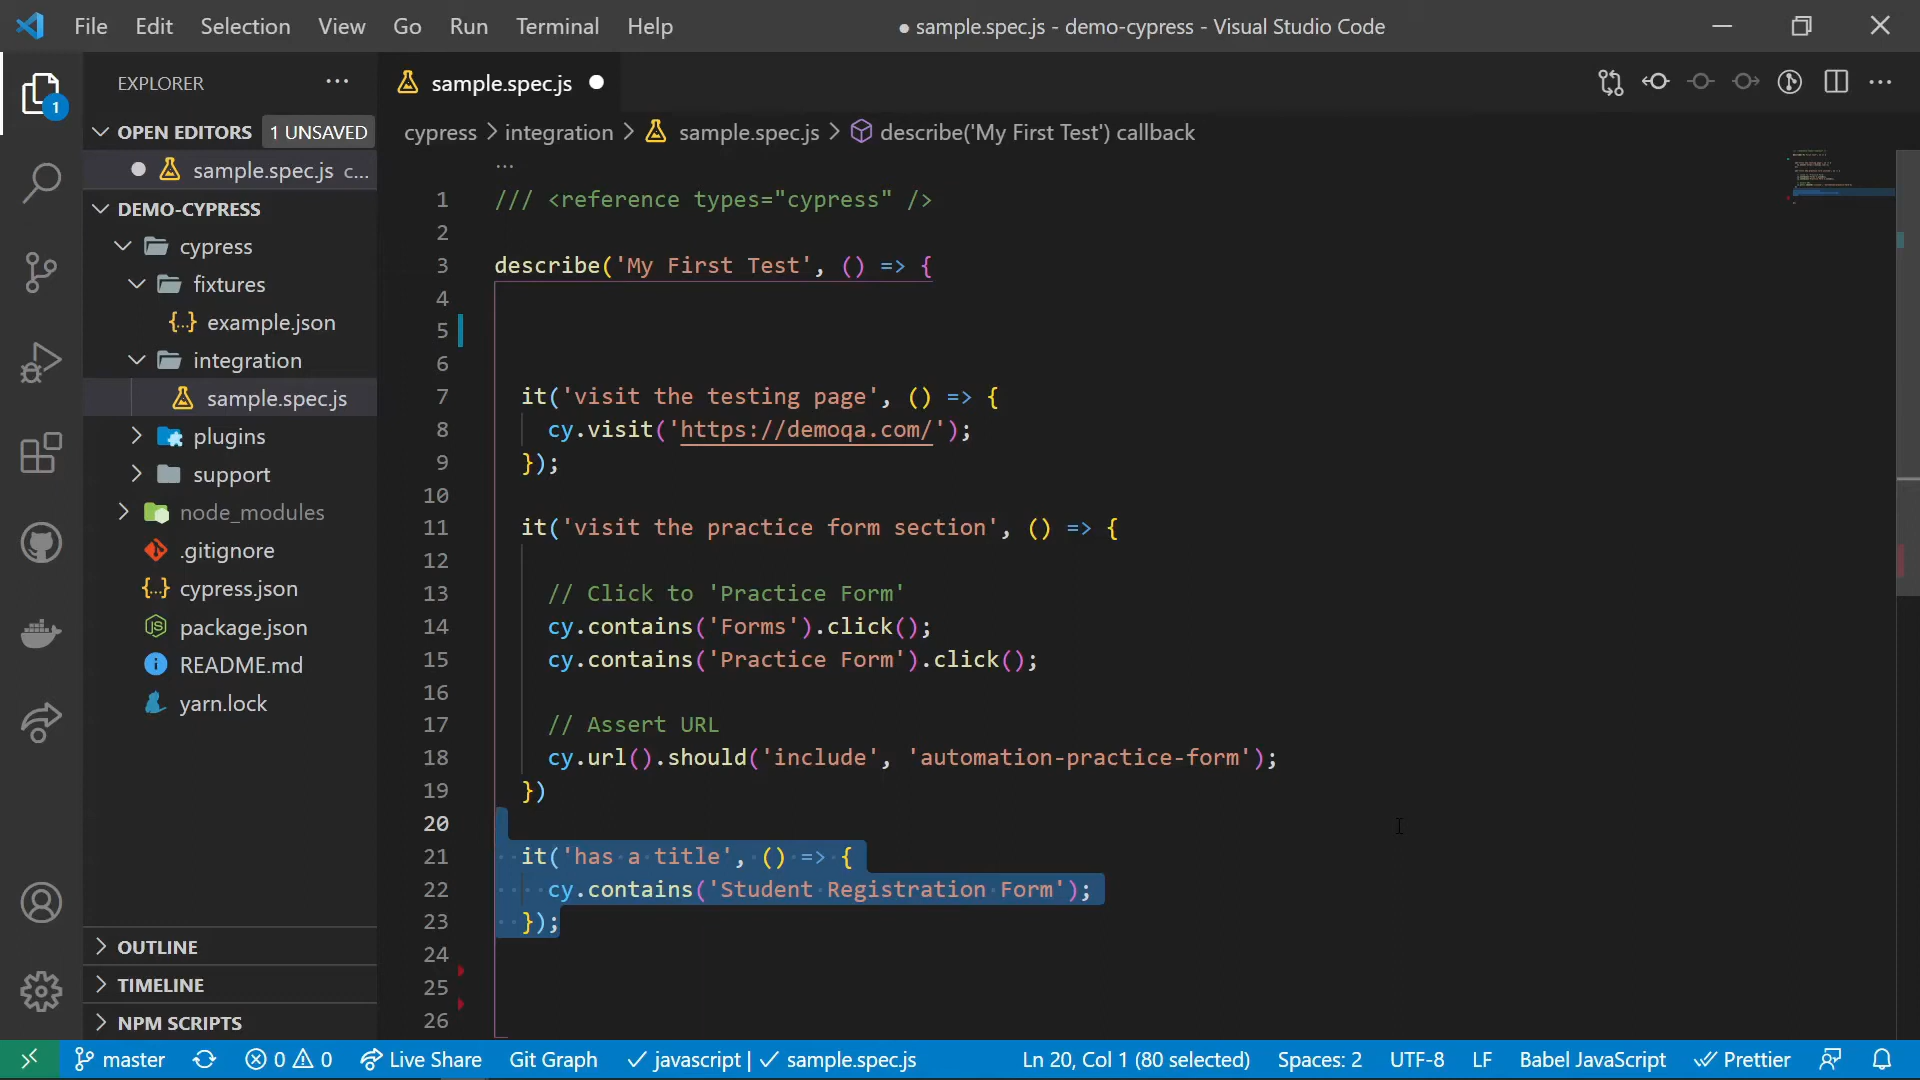 File Edit Selection View Go Run Terminal Help
● sample.spec.js - demo-cypress - Visual Studio Code
1
EXPLORER ···
OPEN EDITORS 1 UNSAVED
sample.spec.js c...
DEMO-CYPRESS
cypress
fixtures
{..} example.json
integration
sample.spec.js
plugins
support
node_modules
.gitignore
{..} cypress.json
JS package.json
i README.md
yarn.lock
OUTLINE
TIMELINE
NPM SCRIPTS
sample.spec.js
cypress > integration > sample.spec.js > describe('My First Test') callback
...
1 /// <reference types="cypress" />
2
3 describe('My First Test', () => {
4
5
6
7 it('visit the testing page', () => {
8 cy.visit('https://demoqa.com/');
9 });
10
11 it('visit the practice form section', () => {
12
13 // Click to 'Practice Form'
14 cy.contains('Forms').click();
15 cy.contains('Practice Form').click();
16
17 // Assert URL
18 cy.url().should('include', 'automation-practice-form');
19 })
20
21 it('has a title', () => {
22 cy.contains('Student Registration Form');
23 });
24
25
26
master 0 0 Live Share Git Graph ✓ javascript | ✓ sample.spec.js Ln 20, Col 1 (80 selected) Spaces: 2 UTF-8 LF Babel JavaScript Prettier